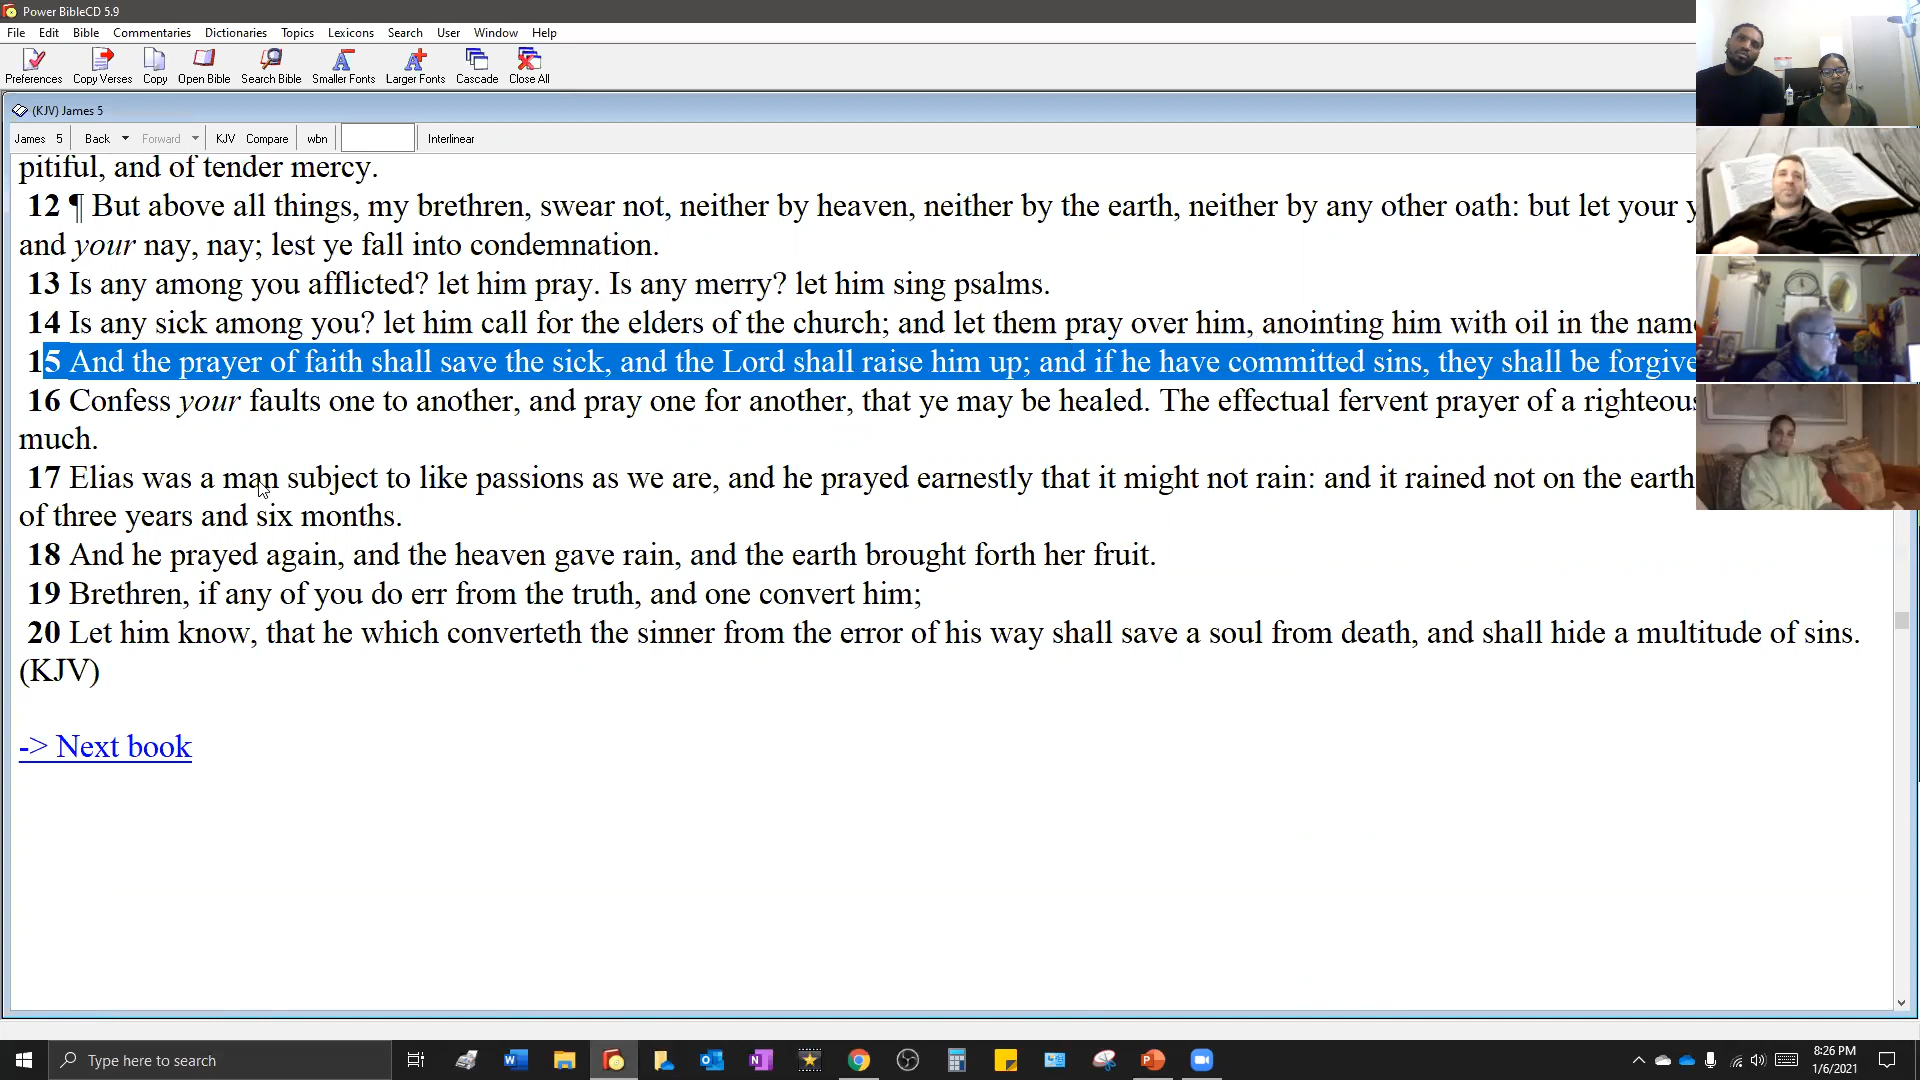 Power BibleCD 5.9
File Edit Bible Commentaries Dictionaries Topics Lexicons Search User Window Help
Preferences Copy Verses Copy Open Bible Search Bible Smaller Fonts Larger Fonts Cascade Close All
(KJV) James 5
James 5 Back Forward KJV Compare wbn Interlinear
pitiful, and of tender mercy.
12 ¶ But above all things, my brethren, swear not, neither by heaven, neither by the earth, neither by any other oath: but let your
and your nay, nay; lest ye fall into condemnation.
13 Is any among you afflicted? let him pray. Is any merry? let him sing psalms.
14 Is any sick among you? let him call for the elders of the church; and let them pray over him, anointing him with oil in the
15 And the prayer of faith shall save the sick, and the Lord shall raise him up; and if he have committed sins, they shall be
16 Confess your faults one to another, and pray one for another, that ye may be healed. The effectual fervent prayer of a
much.
17 Elias was a man subject to like passions as we are, and he prayed earnestly that it might not rain: and it rained not on the earth
of three years and six months.
18 And he prayed again, and the heaven gave rain, and the earth brought forth her fruit.
19 Brethren, if any of you do err from the truth, and one convert him;
20 Let him know, that he which converteth the sinner from the error of his way shall save a soul from death, and shall hide a multitude of sins.
(KJV)
-> Next book
Type here to search
8:26 PM
1/6/2021